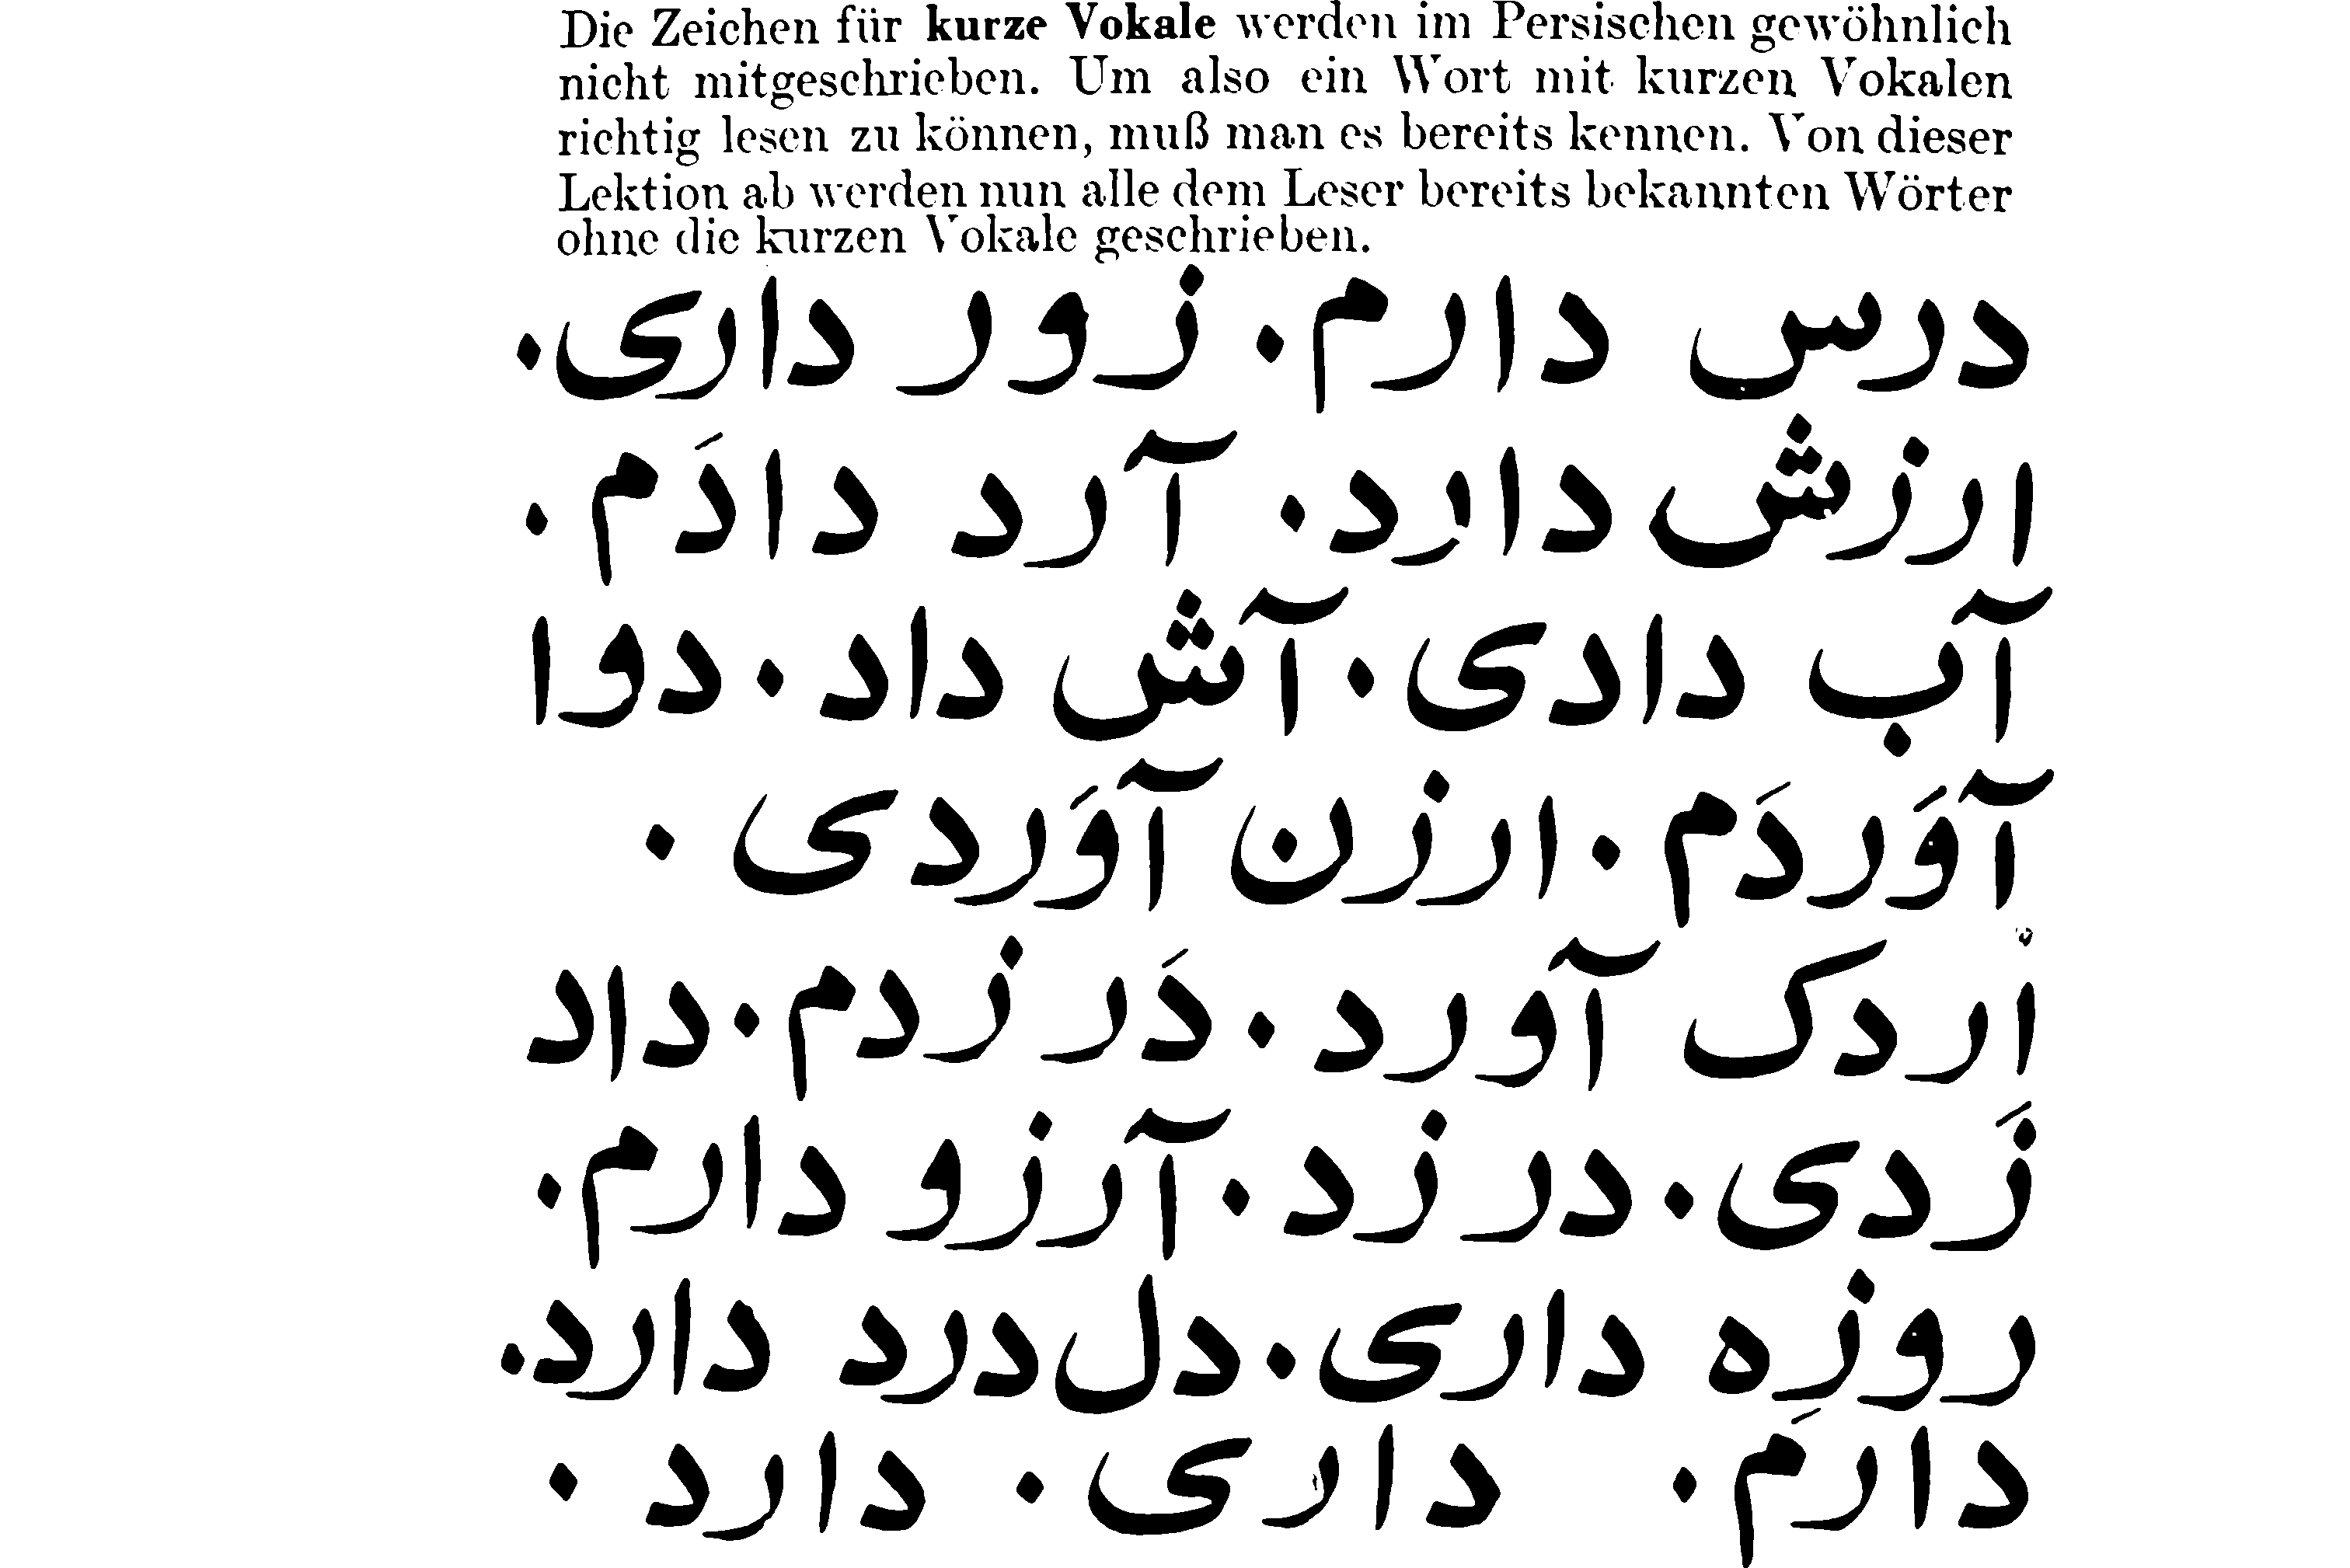 Die Zeichen für kurze Vokale werden im Persischen gewöhnlich
nicht mitgeschrieben. Um also ein Wort mit kurzen Vokalen
richtig lesen zu können, muß man es bereits kennen. Von dieser
Lektion ab werden nun alle dem Leser bereits bekannten Wörter
ohne die kurzen Vokale geschrieben.
درس دارم. زور داری.
ارزش دارد. آرد دادَم.
آب دادی. آش داد. دوا
آوَردَم. ارزن آوَردی.
اُردک آورد. دَر زدم. داد
زَدی. در زد. آرزو دارم.
روزه داری. دل درد دارد.
دارَم. داری. دارد.